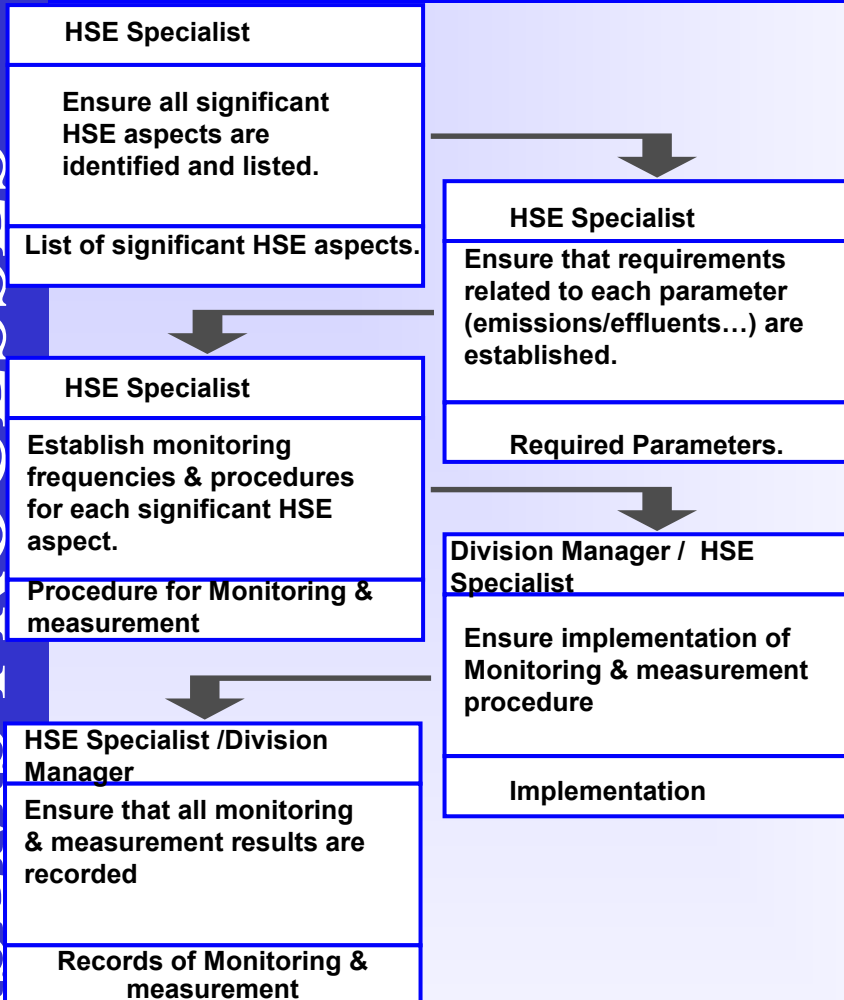 HSE Specialist
Ensure all significant
HSE aspects are
identified and listed.
List of significant HSE aspects.
HSE Specialist
Ensure that requirements
related to each parameter
(emissions/effluents…) are
established.
Required Parameters.
HSE Specialist
Establish monitoring
frequencies & procedures
for each significant HSE
aspect.
Procedure for Monitoring &
measurement
Division Manager / HSE
Specialist
Ensure implementation of
Monitoring & measurement
procedure
Implementation
HSE Specialist /Division
Manager
Ensure that all monitoring
& measurement results are
recorded
Records of Monitoring &
measurement